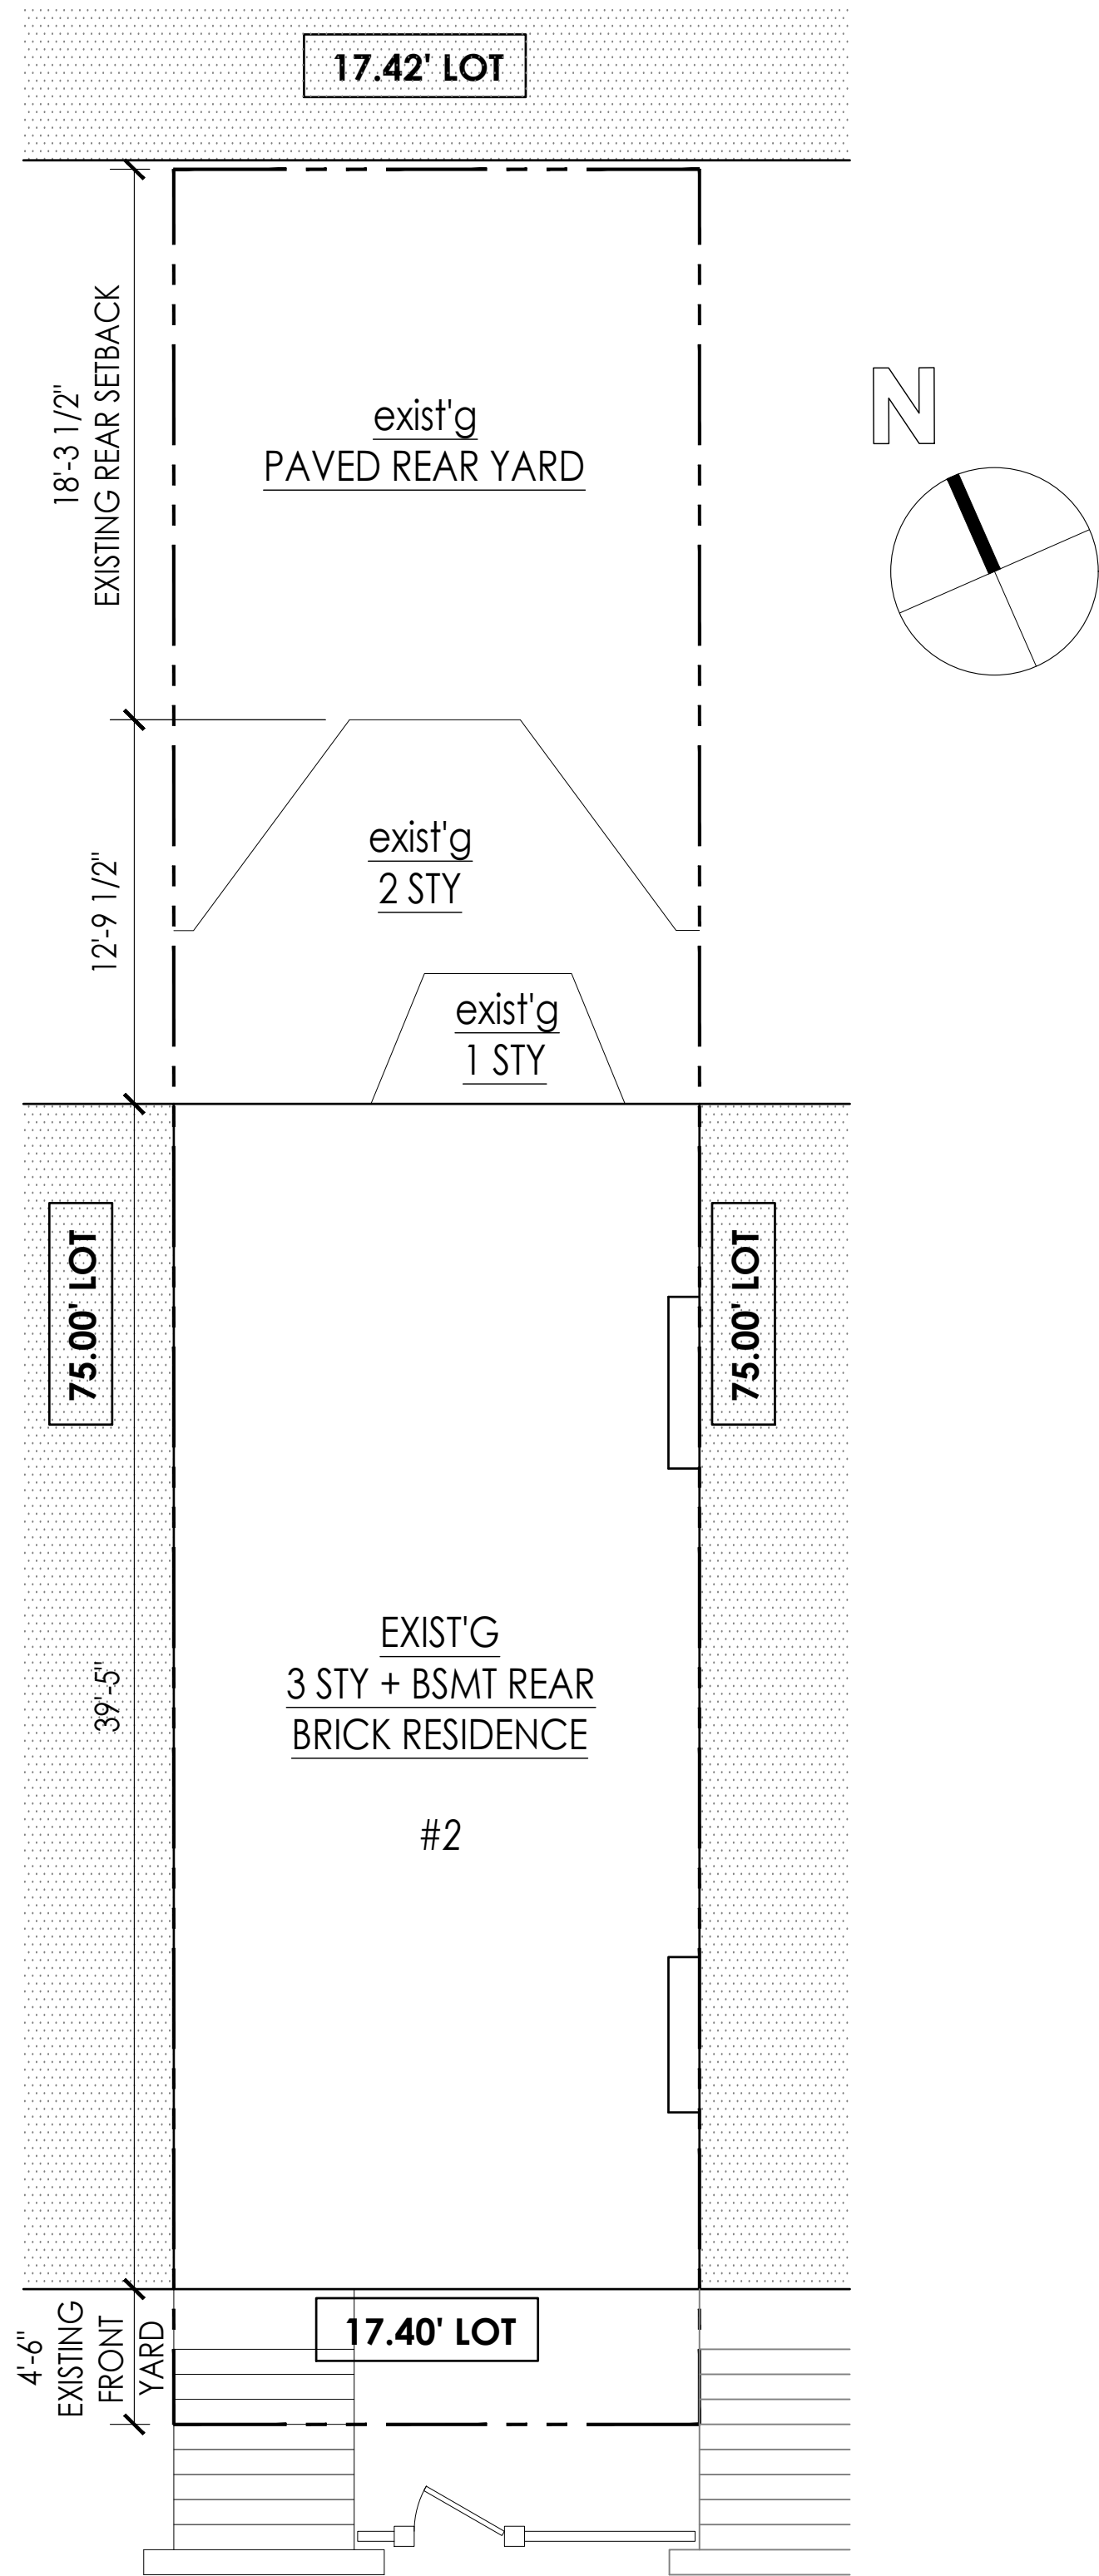 17.42' LOT
18'-3 1/2"
EXISTING REAR SETBACK
exist'g
PAVED REAR YARD
N
12'-9 1/2"
exist'g
2 STY
exist'g
1 STY
75.00' LOT
75.00' LOT
39'-5"
EXIST'G
3 STY + BSMT REAR
BRICK RESIDENCE
#2
4'-6"
EXISTING
FRONT
YARD
17.40' LOT